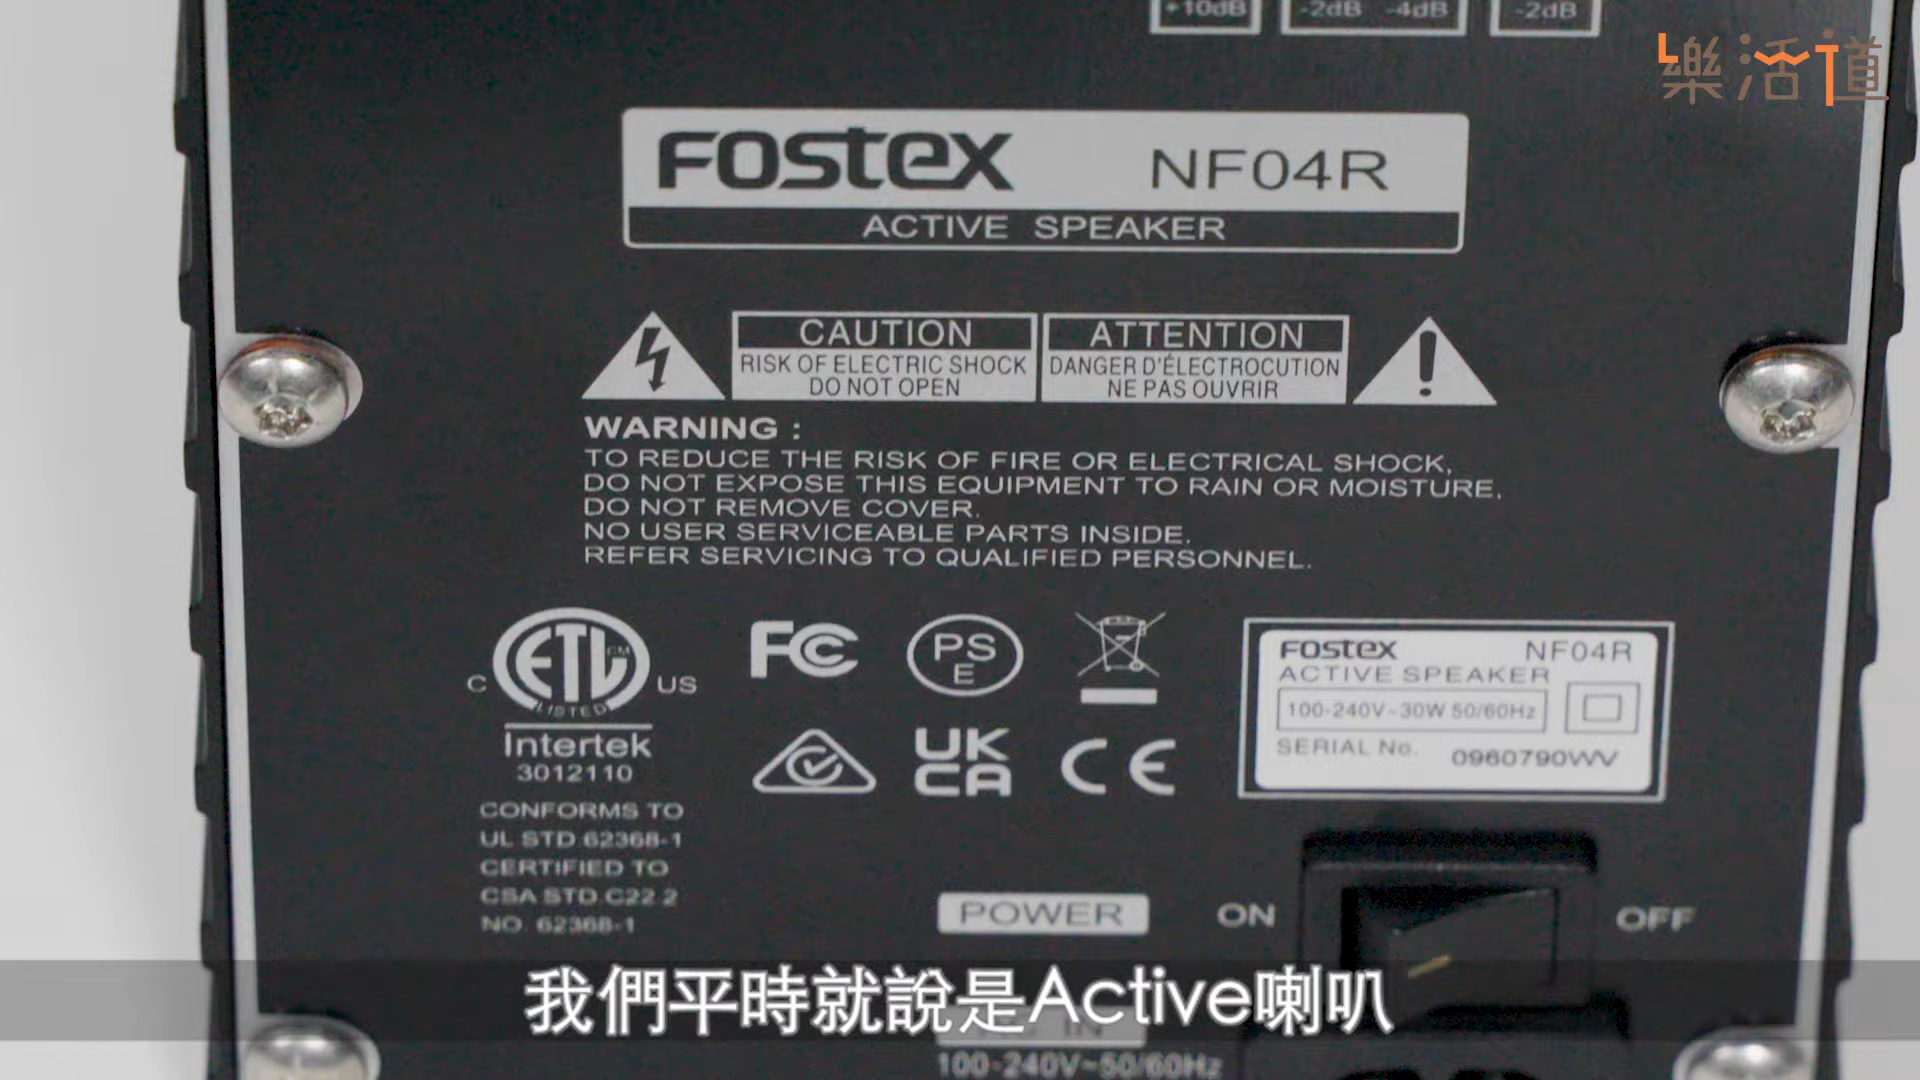 +10dB -2dB -4dB -2dB
樂活道
FOSTEX NF04R
ACTIVE SPEAKER
CAUTION
RISK OF ELECTRIC SHOCK
DO NOT OPEN
ATTENTION
DANGER D'ÉLECTROCUTION
NE PAS OUVRIR
WARNING :
TO REDUCE THE RISK OF FIRE OR ELECTRICAL SHOCK,
DO NOT EXPOSE THIS EQUIPMENT TO RAIN OR MOISTURE,
DO NOT REMOVE COVER.
NO USER SERVICEABLE PARTS INSIDE.
REFER SERVICING TO QUALIFIED PERSONNEL.
C ETL CM US
LISTED
Intertek
3012110
CONFORMS TO
UL STD 62368-1
CERTIFIED TO
CSA STD C22.2
NO. 62368-1
FC
PS
E
UK
CA
CE
FOSTEX NF04R
ACTIVE SPEAKER
100-240V~30W 50/60Hz
SERIAL No. 0960790WV
POWER
ON OFF
我們平時就說是Active喇叭
IN
100-240V~50/60Hz